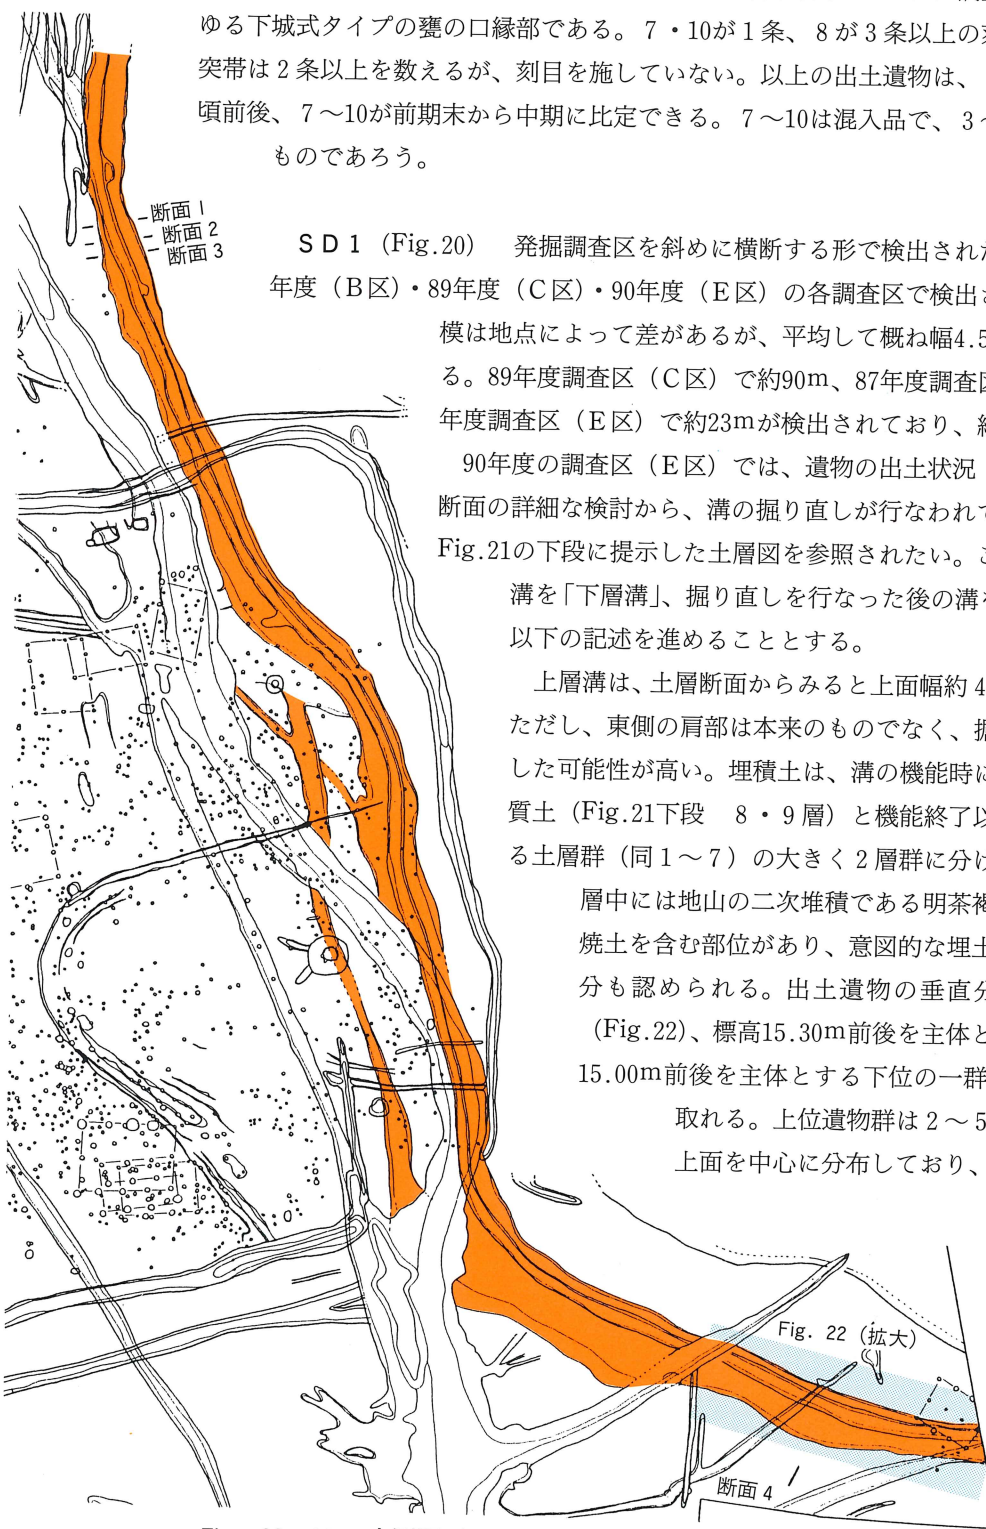 ゆる下城式タイプの甕の口縁部である。7・10が1条、8が3条以上の
突帯は2条以上を数えるが、刻目を施していない。以上の出土遺物は、
頃前後、7～10が前期末から中期に比定できる。7～10は混入品で、3～
ものであろう。
断面1
断面2
断面3
SD1（Fig.20）　発掘調査区を斜めに横断する形で検出された
年度（B区）・89年度（C区）・90年度（E区）の各調査区で検出さ
模は地点によって差があるが、平均して概ね幅4.5
る。89年度調査区（C区）で約90m、87年度調査区
年度調査区（E区）で約23mが検出されており、総
90年度の調査区（E区）では、遺物の出土状況
断面の詳細な検討から、溝の掘り直しが行なわれて
Fig.21の下段に提示した土層図を参照されたい。こ
溝を「下層溝」、掘り直しを行なった後の溝を
以下の記述を進めることとする。
上層溝は、土層断面からみると上面幅約4
ただし、東側の肩部は本来のものでなく、掘
した可能性が高い。埋積土は、溝の機能時に
質土（Fig.21下段　8・9層）と機能終了以
る土層群（同1～7）の大きく2層群に分け
層中には地山の二次堆積である明茶褐
焼土を含む部位があり、意図的な埋土
分も認められる。出土遺物の垂直分
（Fig.22）、標高15.30m前後を主体と
15.00m前後を主体とする下位の一群
取れる。上位遺物群は2～5
上面を中心に分布しており、
Fig. 22（拡大）
断面4